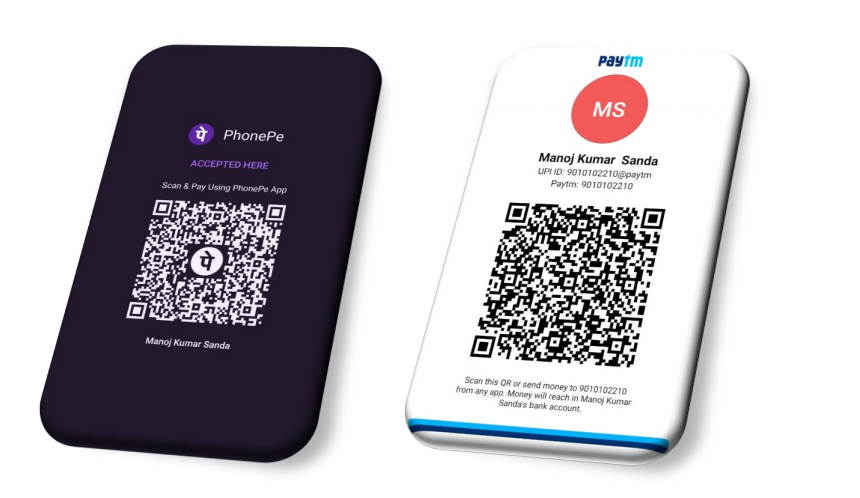 पे PhonePe
ACCEPTED HERE
Scan & Pay Using PhonePe App
पे
Manoj Kumar Sanda
paytm
MS
Manoj Kumar Sanda
UPI ID: 9010102210@paytm
Paytm: 9010102210
Scan this QR or send money to 9010102210
from any app. Money will reach in Manoj Kumar
Sanda's bank account.